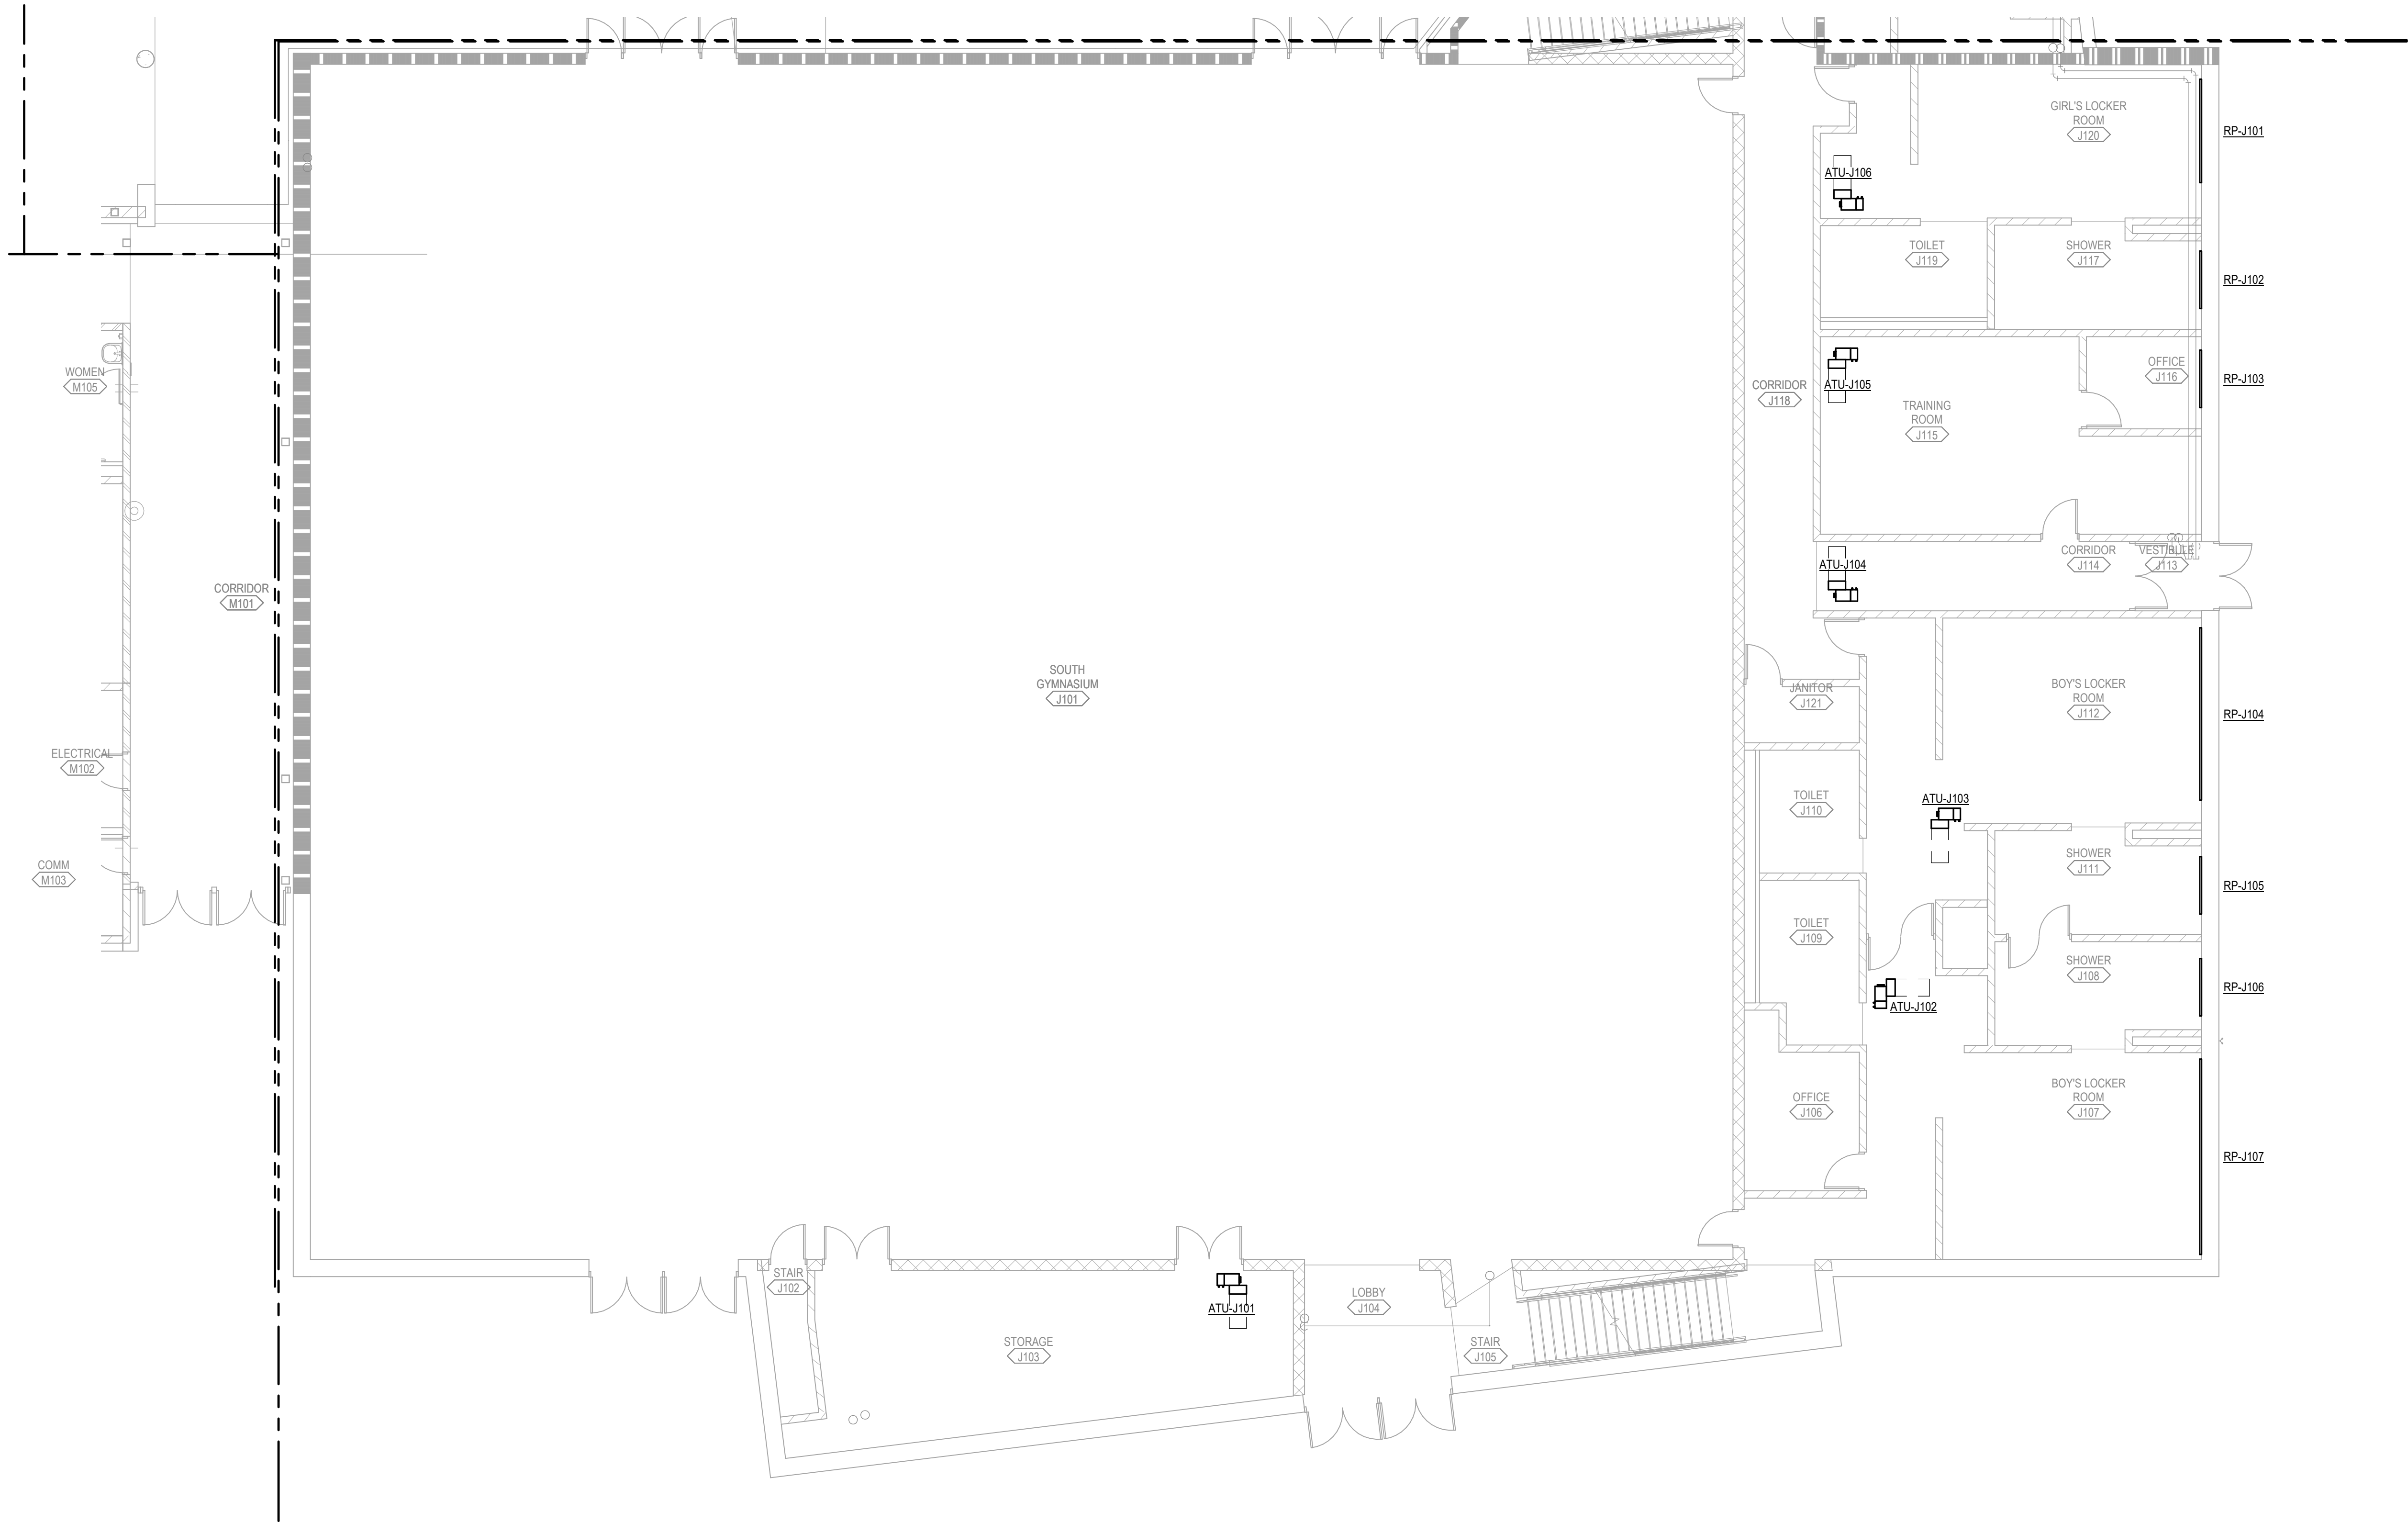 GIRL'S LOCKER
ROOM
J120
RP-J101
ATU-J106
TOILET
J119
SHOWER
J117
RP-J102
WOMEN
M105
ATU-J105
CORRIDOR
J118
OFFICE
J116
RP-J103
TRAINING
ROOM
J115
ATU-J104
CORRIDOR
J114
VESTIBULE
J113
CORRIDOR
M101
SOUTH
GYMNASIUM
J101
JANITOR
J121
BOY'S LOCKER
ROOM
J112
RP-J104
ELECTRICAL
M102
TOILET
J110
ATU-J103
COMM
M103
SHOWER
J111
RP-J105
TOILET
J109
SHOWER
J108
RP-J106
ATU-J102
OFFICE
J106
BOY'S LOCKER
ROOM
J107
RP-J107
STAIR
J102
ATU-J101
LOBBY
J104
STORAGE
J103
STAIR
J105